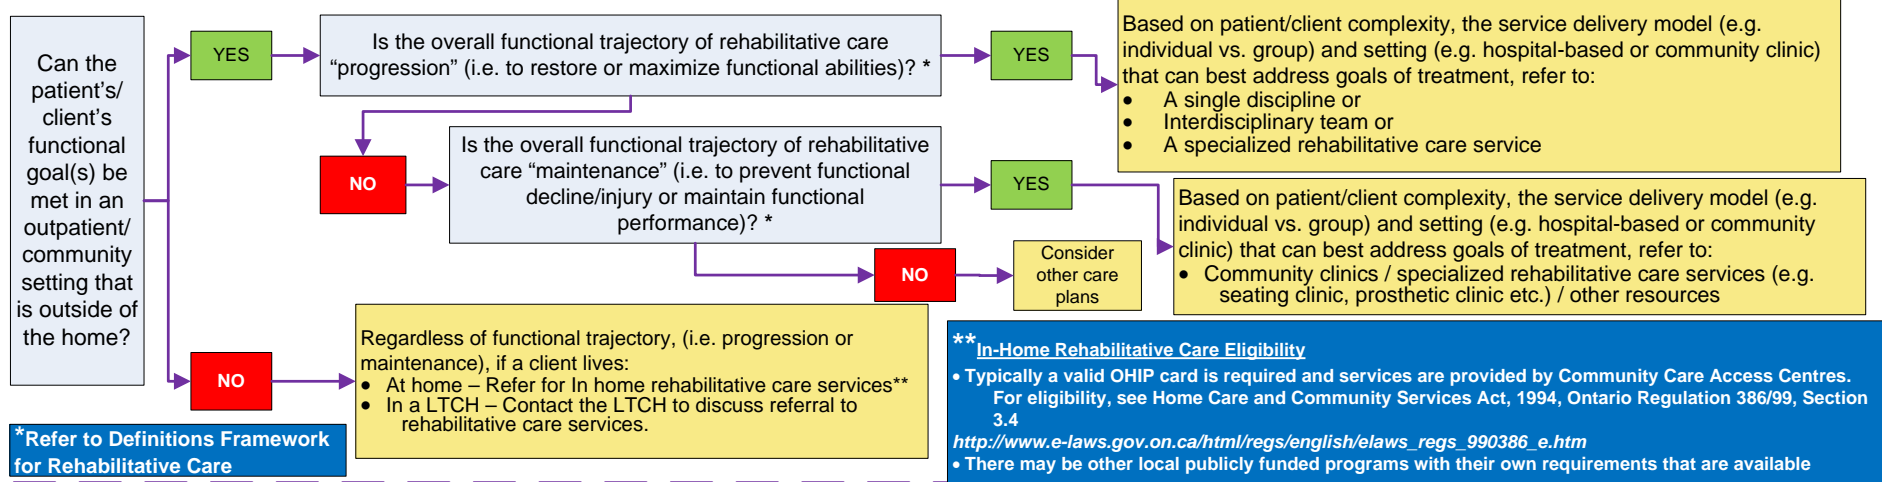 Can the
patient's/
client's
functional
goal(s) be
met in an
outpatient/
community
setting that
is outside of
the home?
YES
Is the overall functional trajectory of rehabilitative care
“progression” (i.e. to restore or maximize functional abilities)? *
YES
Based on patient/client complexity, the service delivery model (e.g.
individual vs. group) and setting (e.g. hospital-based or community clinic)
that can best address goals of treatment, refer to:
• A single discipline or
• Interdisciplinary team or
• A specialized rehabilitative care service
NO
Is the overall functional trajectory of rehabilitative
care “maintenance” (i.e. to prevent functional
decline/injury or maintain functional
performance)? *
YES
Based on patient/client complexity, the service delivery model (e.g.
individual vs. group) and setting (e.g. hospital-based or community
clinic) that can best address goals of treatment, refer to:
• Community clinics / specialized rehabilitative care services (e.g.
seating clinic, prosthetic clinic etc.) / other resources
NO
Consider
other care
plans
NO
Regardless of functional trajectory, (i.e. progression or
maintenance), if a client lives:
• At home – Refer for In home rehabilitative care services**
• In a LTCH – Contact the LTCH to discuss referral to
rehabilitative care services.
*Refer to Definitions Framework
for Rehabilitative Care
**In-Home Rehabilitative Care Eligibility
• Typically a valid OHIP card is required and services are provided by Community Care Access Centres.
For eligibility, see Home Care and Community Services Act, 1994, Ontario Regulation 386/99, Section
3.4
http://www.e-laws.gov.on.ca/html/regs/english/elaws_regs_990386_e.htm
• There may be other local publicly funded programs with their own requirements that are available